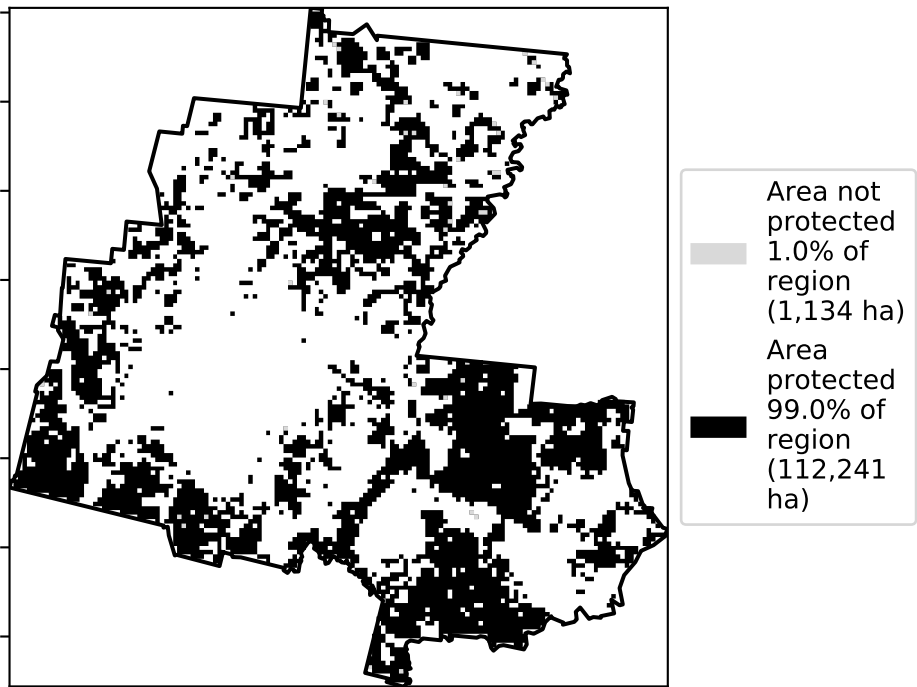 Area not
protected
1.0% of
region
(1,134 ha)
Area
protected
99.0% of
region
(112,241
ha)